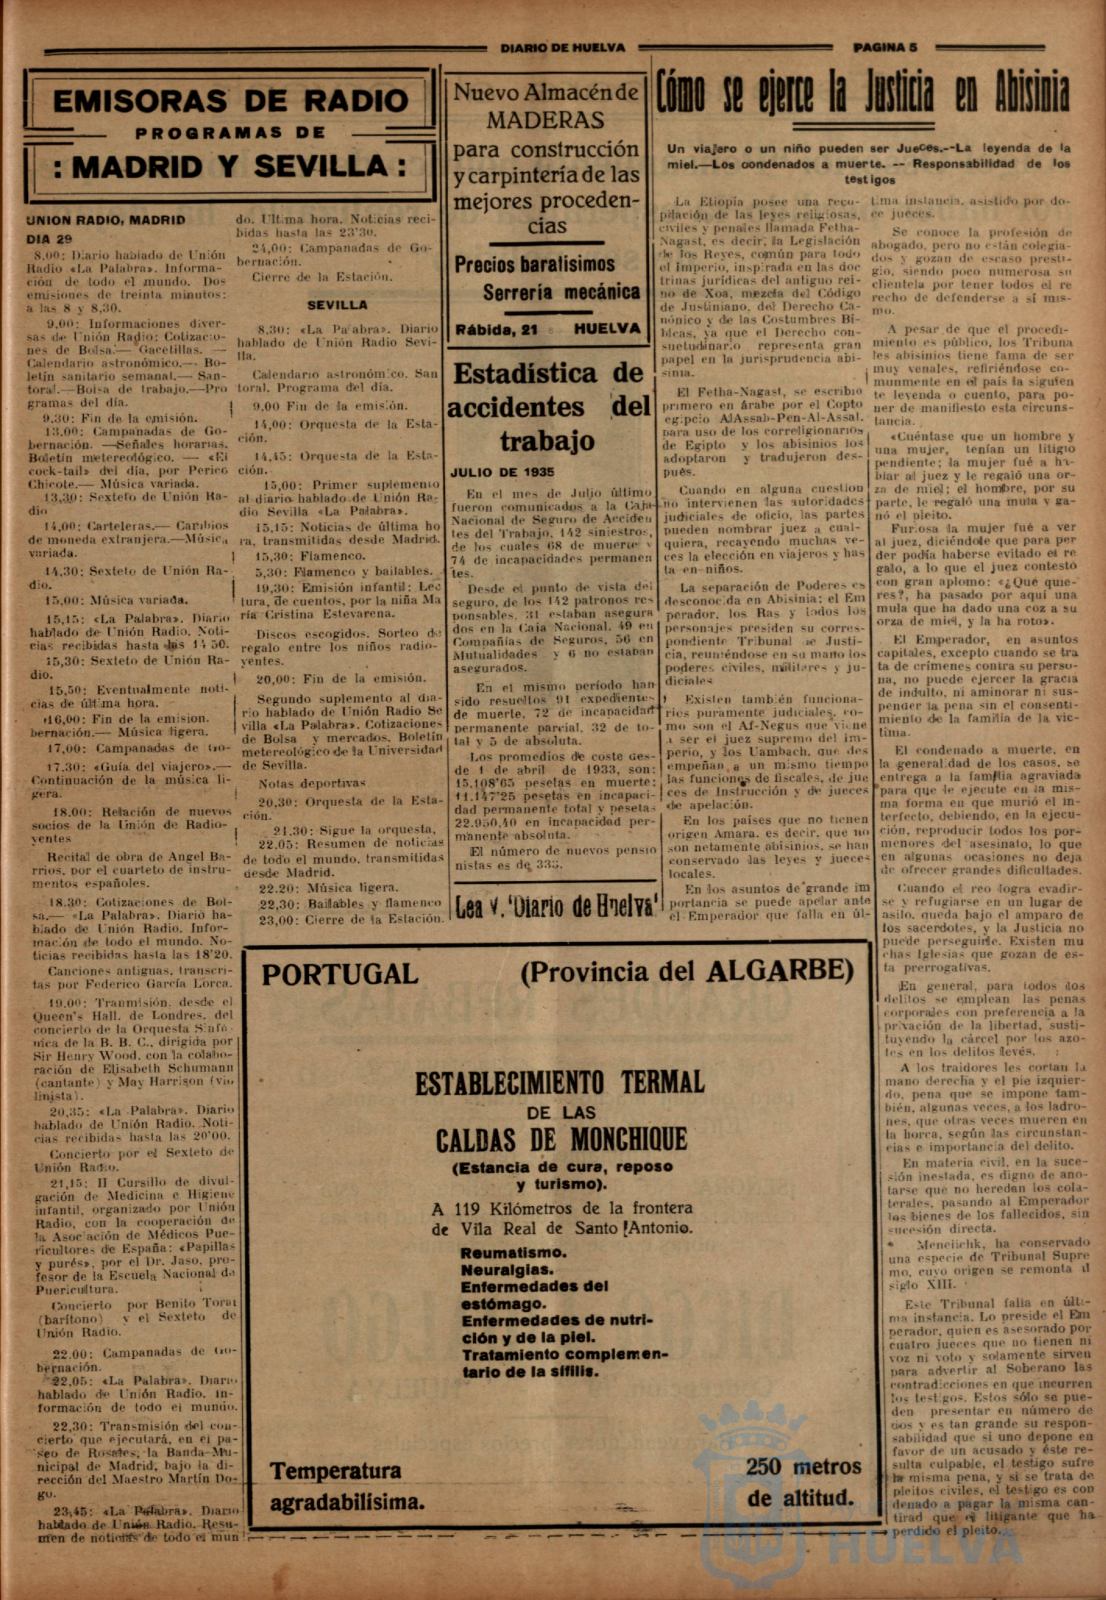 DIARIO DE HUELVA
PAGINA 5
EMISORAS DE RADIO
PROGRAMAS DE
: MADRID Y SEVILLA :
UNION RADIO, MADRID
DIA 29
8,00: Diario hablado de Unión
Radio «La Palabra». Informa-
ción de todo el mundo. Dos
emisiones de treinta minutos:
a las 8 y 8,30.
9,00: Informaciones diver-
sas de Unión Radio: Cotizacio-
nes de Bolsa.— Gacetillas. —
Calendario astronómico.—. Bo-
letín sanitario semanal.— San-
toral.—Bolsa de trabajo.—Pro
gramas del día.
9,30: Fin de la emisión.
13,00: Campanadas de Go-
bernación. —Señales horarias.
Boletín metereológico. — «El
cock-tail» del día, por Perico
Chicote.— Música variada.
13,30: Sexteto de Unión Ra-
dio
14,00: Carteleras.— Cambios
de moneda extranjera.—Música
variada.
14,30: Sexteto de Unión Ra-
dio.
15,00: Música variada.
15,15: «La Palabra». Diario
hablado de Unión Radio. Noti-
cias recibidas hasta las 14 50.
15,30: Sexteto de Unión Ra-
dio.
15,50: Eventualmente noti-
cias de última hora.
16,00: Fin de la emision.
bernación.— Música ligera.
17,00: Campanadas de Go-
17.30: «Guía del viajero».—
Continuación de la música li-
gera.
18.00: Relación de nuevos
socios de la Unión de Radio-
yentes
Recital de obra de Angel Ba-
rrios, por el cuarteto de instru-
mentos españoles.
18.30: Cotizaciones de Bol-
sa.— «La Palabra». Diario ha-
blado de Unión Radio. Infor-
mación de todo el mundo. No-
ticias recibidas hasta las 18'20.
Canciones antiguas, transcri-
tas por Federico García Lorca.
19.00: Tranmisión, desde el
Queen's Hall, de Londres, del
concierto de la Orquesta Sinfó-
nica de la B. B. C., dirigida por
Sir Henry Wood, con la colabo-
ración de Elisabeth Schumann
(cantante) y May Harrison (vio
linista).
20,35: «La Palabra». Diario
hablado de Unión Radio. Noti-
cias recibidas hasta las 20'00.
Concierto por el Sexteto de
Unión Radio.
21,15: II Cursillo de divul-
gación de Medicina e Higiene
infantil, organizado por Unión
Radio, con la cooperación de
la Asociación de Médicos Pue-
ricultores de España: «Papillas
y purés», por el Dr. Jaso, pro-
fesor de la Escuela Nacional de
Puericultura.
Concierto por Benito Toral
(barítono) y el Sexteto de
Unión Radio.
22.00: Campanadas de Go-
bernación.
22,05: «La Palabra». Diario
hablado de Unión Radio. In-
formación de todo el mundo.
22,30: Transmisión del con-
cierto que ejecutará, en el pa-
seo de Rosales, la Banda Mu-
nicipal de Madrid, bajo la di-
rección del Maestro Martín Do-
go.
23,45: «La Palabra». Diario
hablado de Unión Radio. Resu-
men de noticias de todo el mun
do. Ultima hora. Noticias reci-
bidas hasta las 23'30.
24,00: Campanadas de Go-
bernación.
Cierre de la Estación.
SEVILLA
8,30: «La Palabra». Diario
hablado de Unión Radio Sevi-
lla.
Calendario astronómico. San
toral. Programa del día.
9.00 Fin de la emisión.
14,00: Orquesta de la Esta-
ción.
14,45: Orquesta de la Esta-
ción.
15,00: Primer suplemento
al diario hablado de Unión Ra-
dio Sevilla «La Palabra».
15.15: Noticias de última ho
ra, transmitidas desde Madrid.
15,30: Flamenco.
5,30: Flamenco y bailables.
19,30: Emisión infantil: Lec
tura, de cuentos, por la niña Ma
ría Cristina Estevarena.
Discos escogidos. Sorteo de
regalo entre los niños radio-
yentes.
20,00: Fin de la emisión.
Segundo suplemento al dia-
rio hablado de Unión Radio Se
villa «La Palabra». Cotizaciones
de Bolsa y mercados. Boletín
metereológico de la Universidad
de Sevilla.
Notas deportivas
20,30: Orquesta de la Esta-
ción.
21,30: Sigue la orquesta,
22,05: Resumen de noticias
de todo el mundo, transmitidas
desde Madrid.
22.20: Música ligera.
22,30: Bailables y flamenco
23,00: Cierre de la Estación.
Nuevo Almacén de
MADERAS
para construcción
y carpintería de las
mejores proceden-
cias
Precios baratísimos
Serrería mecánica
Rábida, 21 HUELVA
Estadística de
accidentes del
trabajo
JULIO DE 1935
En el mes de Julio último
fueron comunicados a la Caja
Nacional de Seguro de Acciden
tes del Trabajo, 142 siniestros,
de los cuales 68 de muerte y
74 de incapacidades permanen
tes.
Desde el punto de vista del
seguro, de los 142 patronos res
ponsables, 31 estaban asegura
dos en la Caja Nacional, 49 en
Compañías de Seguros, 56 en
Mutualidades y 6 no estaban
asegurados.
En el mismo período han
sido resueltos 91 expedientes
de muerte, 72 de incapacidad
permanente parcial, 32 de to-
tal y 5 de absoluta.
Los promedios de coste des-
de 1 de abril de 1933, son:
15,108'65 pesetas en muerte;
11.147'25 pesetas en incapaci-
dad permanente total y pesetas
22.950,40 en incapacidad per-
manente absoluta.
El número de nuevos pensio
nistas es de 335.
Lea V. 'Diario de Huelva'
Cómo se ejerce la Justicia en Abisinia
Un viajero o un niño pueden ser Jueces.--La leyenda de la
miel.—Los condenados a muerte. -- Responsabilidad de los
testigos
La Etiopía posee una reco-
pilación de las leyes religiosas,
civiles y penales llamada Fetha-
Nagast, es decir, la Legislación
de los Reyes, común para todo
el Imperio, inspirada en las doc
trinas jurídicas del antiguo rei-
no de Xoa, mezcla del Código
de Justiniano, del Derecho Ca-
nónico y de las Costumbres Bí-
blicas, ya que el Derecho con-
suetudinario representa gran
papel en la jurisprudencia abi-
sinia.
El Fetha-Nagast, se escribió
primero en árabe por el Copto
egipcio AlAssab-Pen-Al-Assal,
para uso de los correligionarios
de Egipto y los abisinios los
adoptaron y tradujeron des-
pués.
Cuando en alguna cuestión
no intervienen las autoridades
judiciales de oficio, las partes
pueden nombrar juez a cual-
quiera, recayendo muchas ve-
ces la elección en viajeros y has
ta en niños.
La separación de Poderes es
desconocida en Abisinia; el Em
perador, los Ras y todos los
personajes presiden su corres-
pondiente Tribunal de Justi-
cia, reuniéndose en su mano los
poderes civiles, militares y ju-
diciales
Existen también funciona-
rios puramente judiciales, co-
mo son el Af-Negus que viene
a ser el juez supremo del im-
perio, y los Uambach, que des
empeñan a un mismo tiempo
las funciones de fiscales, de jue
ces de Instrucción y de jueces
de apelación.
En los países que no tienen
origen Amara, es decir, que no
son netamente abisinios, se han
conservado las leyes y jueces
locales.
En los asuntos de grande im
portancia se puede apelar ante
el Emperador que falla en úl-
tima instancia, asistido por do-
ce jueces.
Se conoce la profesión de
abogado, pero no están colegia-
dos y gozan de escaso presti-
gio, siendo poco numerosa su
clientela por tener todos el re
recho de defenderse a sí mis-
mo.
A pesar de que el procedi-
miento es público, los Tribuna
les abisinios tiene fama de ser
muy venales, refiriéndose co-
munmente en el país la siguien
te leyenda o cuento, para po-
ner de manifiesto esta circuns-
tancia.
«Cuéntase que un hombre y
una mujer, tenían un litigio
pendiente; la mujer fué a ha-
blar al juez y le regaló una or-
za de miel; el hombre, por su
parte, le regaló una mula y ga-
nó el pleito.
Furiosa la mujer fué a ver
al juez, diciéndole que para per
der podía haberse evitado el re
galo, a lo que el juez contestó
con gran aplomo: «¿Qué quie-
res?, ha pasado por aquí una
mula que ha dado una coz a su
orza de miel, y la ha roto».
El Emperador, en asuntos
capitales, excepto cuando se tra
ta de crímenes contra su perso-
na, no puede ejercer la gracia
de indulto, ni aminorar ni sus-
pender la pena sin el consenti-
miento de la familia de la víc-
tima.
El condenado a muerte, en
la generalidad de los casos, se
entrega a la familia agraviada
para que le ejecute en la mis-
ma forma en que murió el in-
terfecto, debiendo, en la ejecu-
ción, reproducir todos los por-
menores del asesinato, lo que
en algunas ocasiones no deja
de ofrecer grandes dificultades.
Cuando el reo logra evadir-
se y refugiarse en un lugar de
asilo, queda bajo el amparo de
los sacerdotes, y la Justicia no
puede perseguirle. Existen mu
chas Iglesias que gozan de es-
ta prerrogativas.
En general, para todos los
delitos se emplean las penas
corporales con preferencia a la
privación de la libertad, susti-
tuyendo la cárcel por los azo-
tes en los delitos leves.
A los traidores les cortan la
mano derecha y el pie izquier-
do, pena que se impone tam-
bién, algunas veces, a los ladro-
nes, que otras veces mueren en
la horca, según las circunstan-
cias e importancia del delito.
En materia civil, en la suce-
sión inestada, es digno de ano-
tarse que no heredan los cola-
terales, pasando al Emperador
los bienes de los fallecidos, sin
sucesión directa.
Menelichk, ha conservado
una especie de Tribunal Supre
mo, cuyo origen se remonta al
siglo XIII.
Este Tribunal falla en últi-
ma instancia. Lo preside el Em
perador, quien es asesorado por
cuatro jueces que no tienen ni
voz ni voto y solamente sirven
para advertir al Soberano las
contradicciones en que incurren
los testigos. Estos sólo se pue-
den presentar en número de
dos y es tan grande su respon-
sabilidad que si uno depone en
favor de un acusado y éste re-
sulta culpable, el testigo sufre
la misma pena, y si se trata de
pleitos civiles, el testigo es con
denado a pagar la misma can-
tirad que el litigante que ha
perdido el pleito.
PORTUGAL (Provincia del ALGARBE)
ESTABLECIMIENTO TERMAL
DE LAS
CALDAS DE MONCHIQUE
(Estancia de cura, reposo
y turismo).
A 119 Kilómetros de la frontera
de Vila Real de Santo Antonio.
Reumatismo.
Neuralgias.
Enfermedades del
estómago.
Enfermedades de nutri-
ción y de la piel.
Tratamiento complemen-
tario de la sífilis.
Temperatura
agradabilísima.
250 metros
de altitud.
HUELVA